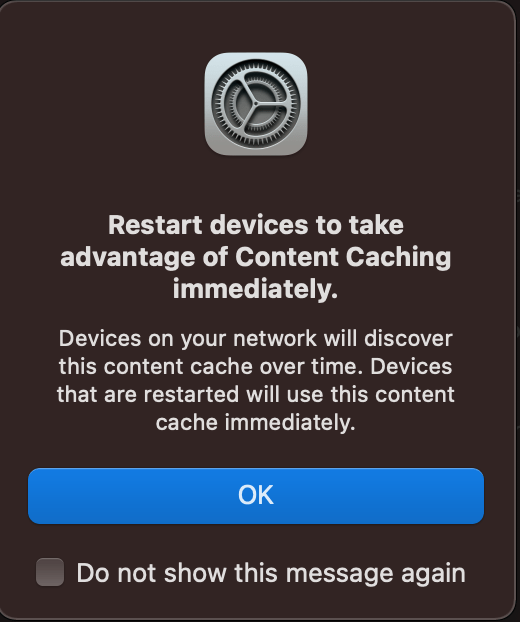 Restart devices to take
advantage of Content Caching
immediately.
Devices on your network will discover
this content cache over time. Devices
that are restarted will use this content
cache immediately.
OK
Do not show this message again